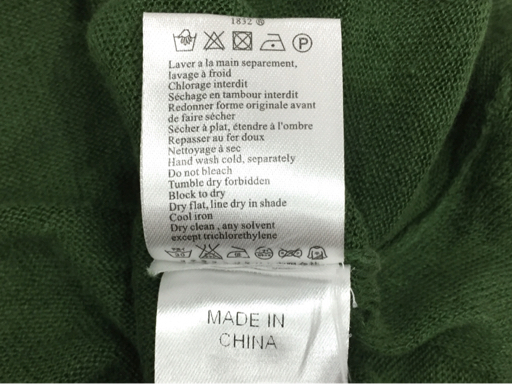 1832 ®
P
Laver a la main separement,
lavage à froid
Chlorage interdit
Séchage en tambour interdit
Redonner forme originale avant
de faire sécher
Sécher à plat, étendre à l'ombre
Repasser au fer doux
Nettoyage à sec
Hand wash cold, separately
Do not bleach
Tumble dry forbidden
Block to dry
Dry flat, line dry in shade
Cool iron
Dry clean , any solvent
except trichlorethylene
MADE IN
CHINA